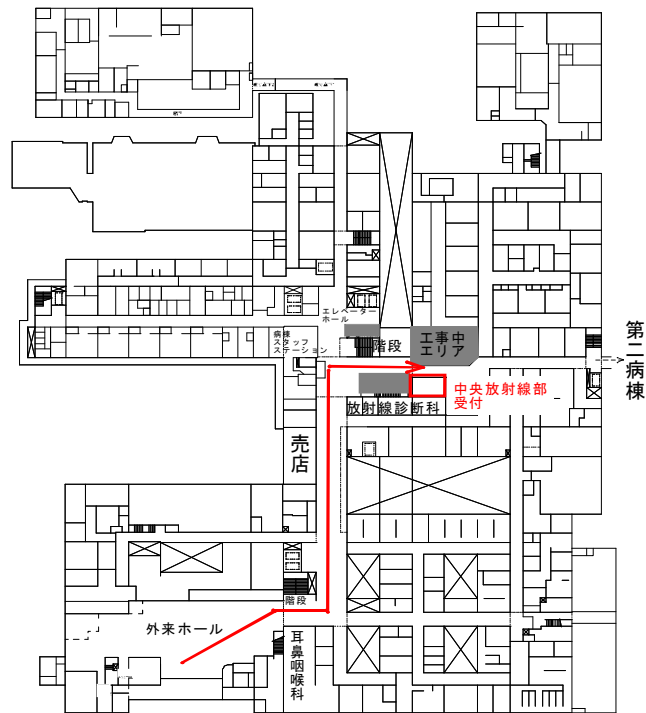 エレベーター
ホール
病棟
スタッフ
ステーション
階段
工事中
エリア
第二病棟
中央放射線部
受付
放射線診断科
売店
階段
外来ホール
耳鼻咽喉科